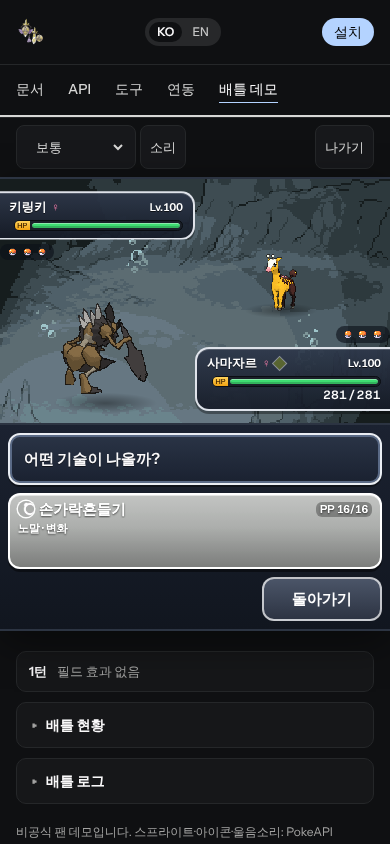 KO EN 설치
문서 API 도구 연동 배틀 데모
보통 소리 나가기
키링키 ♀ Lv.100
HP
사마자르 ♀ Lv.100
HP
281/281
어떤 기술이 나올까?
손가락흔들기 PP 16/16
노말·변화
돌아가기
1턴 필드 효과 없음
배틀 현황
배틀 로그
비공식 팬 데모입니다. 스프라이트·아이콘·울음소리: PokeAPI